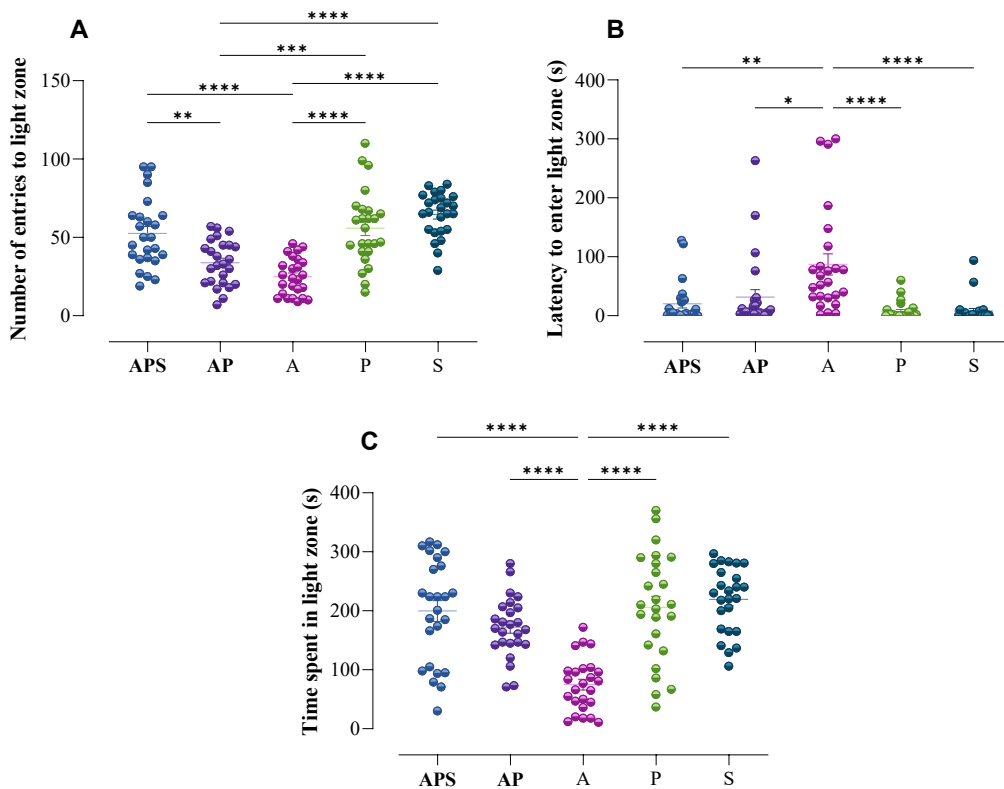 A
****
***
****
****
**
****
Number of entries to light zone
150
100
50
0
APS AP A P S
B
** ****
* ****
Latency to enter light zone (s)
400
300
200
100
0
APS AP A P S
C
**** ****
**** ****
Time spent in light zone (s)
400
300
200
100
0
APS AP A P S